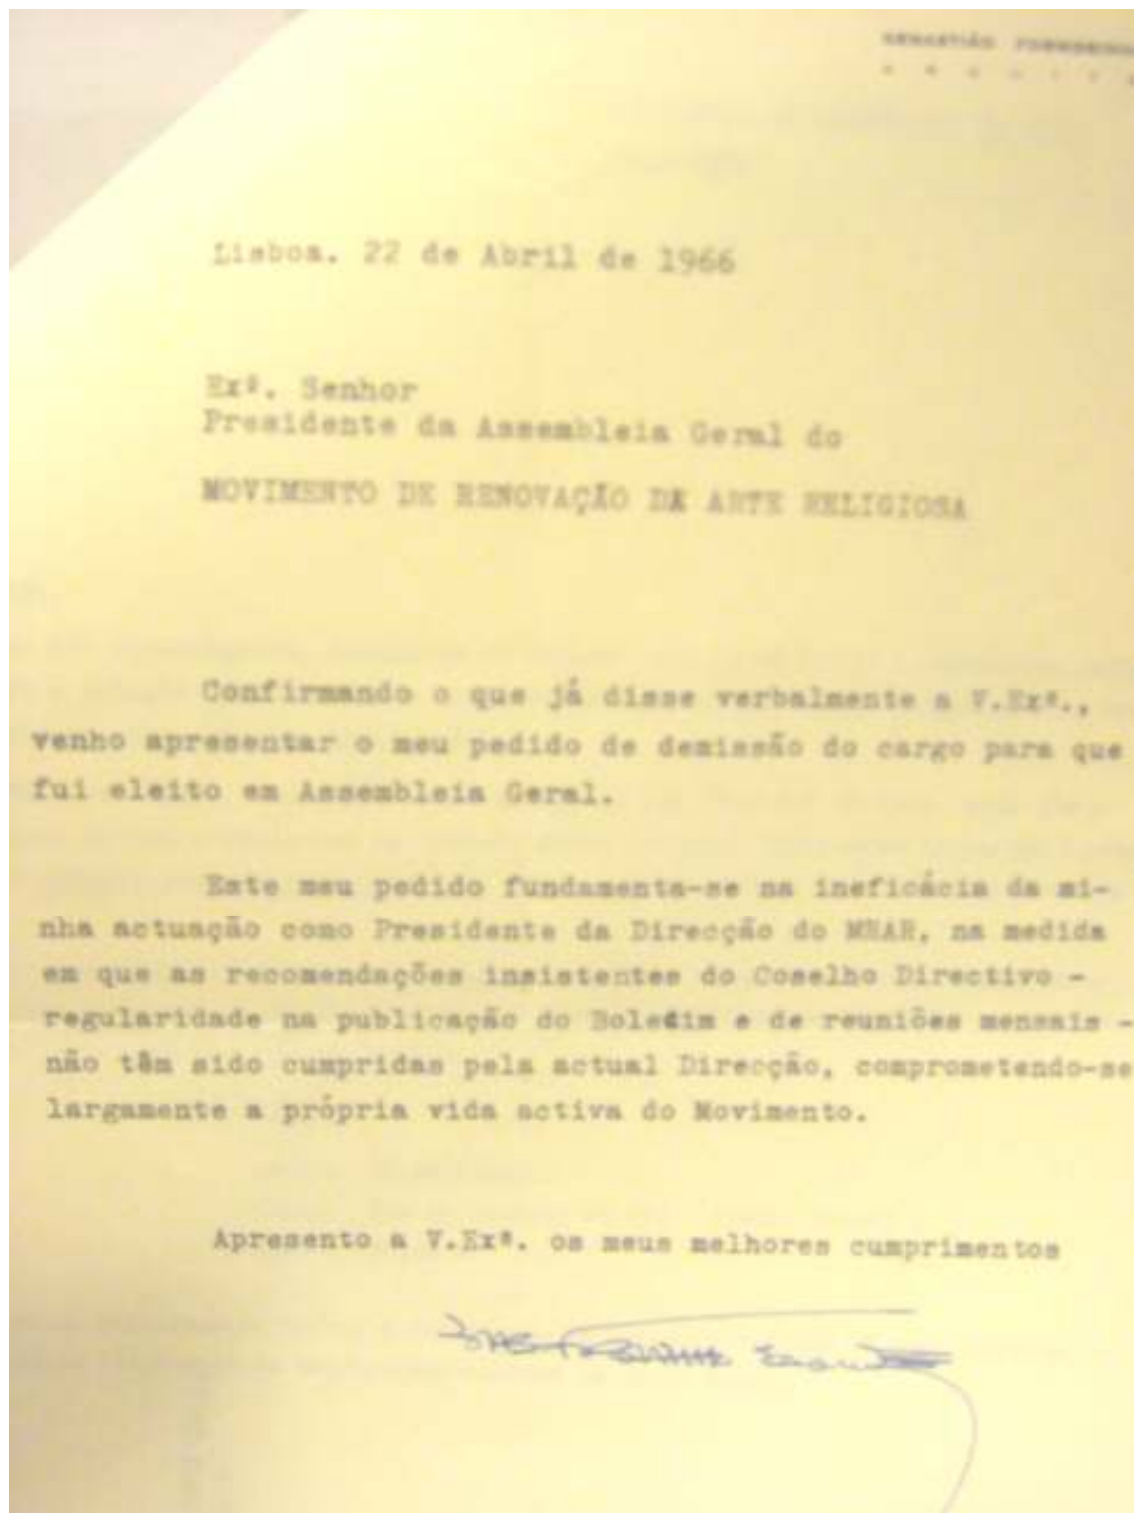 Lisboa. 22 de Abril de 1966
Exº. Senhor
Presidente da Assembleia Geral do
MOVIMENTO DE RENOVAÇÃO DA ARTE RELIGIOSA
Confirmando o que já disse verbalmente a V.Exª.,
venho apresentar o meu pedido de demissão do cargo para que
fui eleito em Assembleia Geral.
Este meu pedido fundamenta-se na ineficácia da mi-
nha actuação como Presidente da Direcção do MRAR, na medida
em que as recomendações insistentes do Coselho Directivo -
regularidade na publicação do Boletim e de reuniões mensais -
não têm sido cumpridas pela actual Direcção, comprometendo-se
largamente a própria vida activa do Movimento.
Apresento a V.Exª. os meus melhores cumprimentos